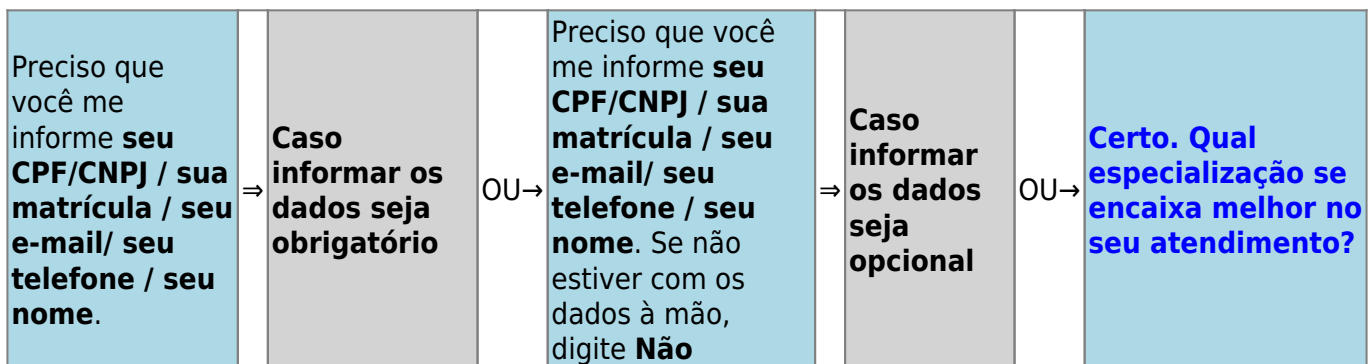 Preciso que
você me
informe seu
CPF/CNPJ / sua
matrícula / seu
e-mail/ seu
telefone / seu
nome.
⇒
Caso
informar os
dados seja
obrigatório
OU→
Preciso que você
me informe seu
CPF/CNPJ / sua
matrícula / seu
e-mail/ seu
telefone / seu
nome. Se não
estiver com os
dados à mão,
digite Não
⇒
Caso
informar
os dados
seja
opcional
OU→
Certo. Qual
especialização se
encaixa melhor no
seu atendimento?